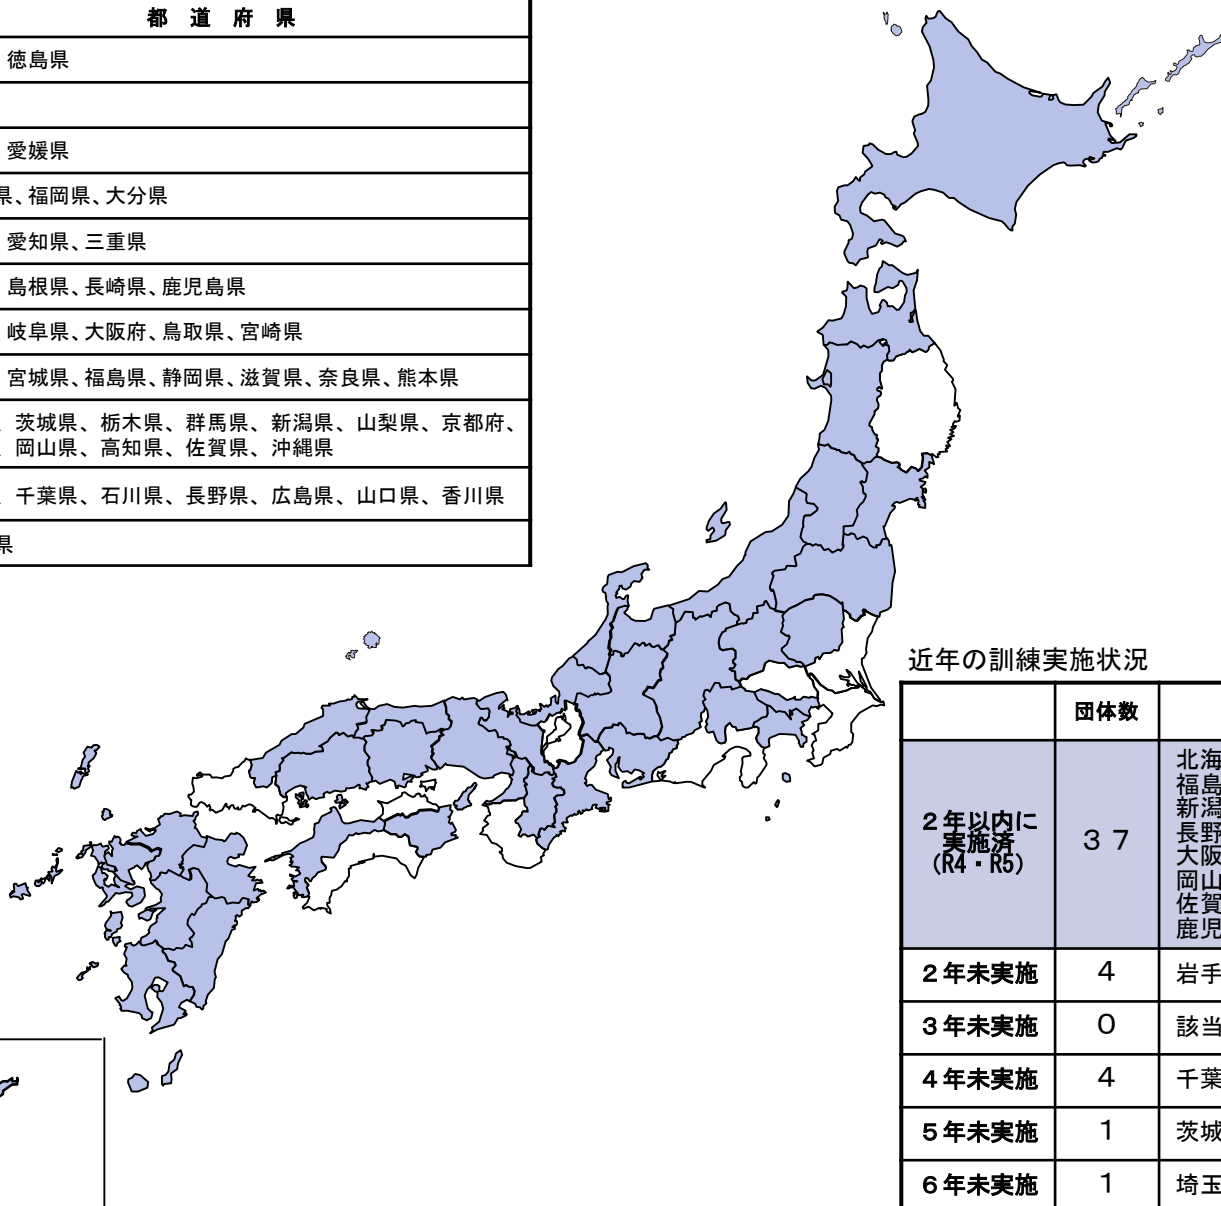 都道府県
徳島県
愛媛県
県、福岡県、大分県
愛知県、三重県
島根県、長崎県、鹿児島県
岐阜県、大阪府、鳥取県、宮崎県
宮城県、福島県、静岡県、滋賀県、奈良県、熊本県
、茨城県、栃木県、群馬県、新潟県、山梨県、京都府、
、岡山県、高知県、佐賀県、沖縄県
、千葉県、石川県、長野県、広島県、山口県、香川県
県
近年の訓練実施状況
団体数
2年以内に
実施済
(R4・R5)
37
北海
福島
新潟
長野
大阪
岡山
佐賀
鹿児
2年未実施 4 岩手
3年未実施 0 該当
4年未実施 4 千葉
5年未実施 1 茨城
6年未実施 1 埼玉